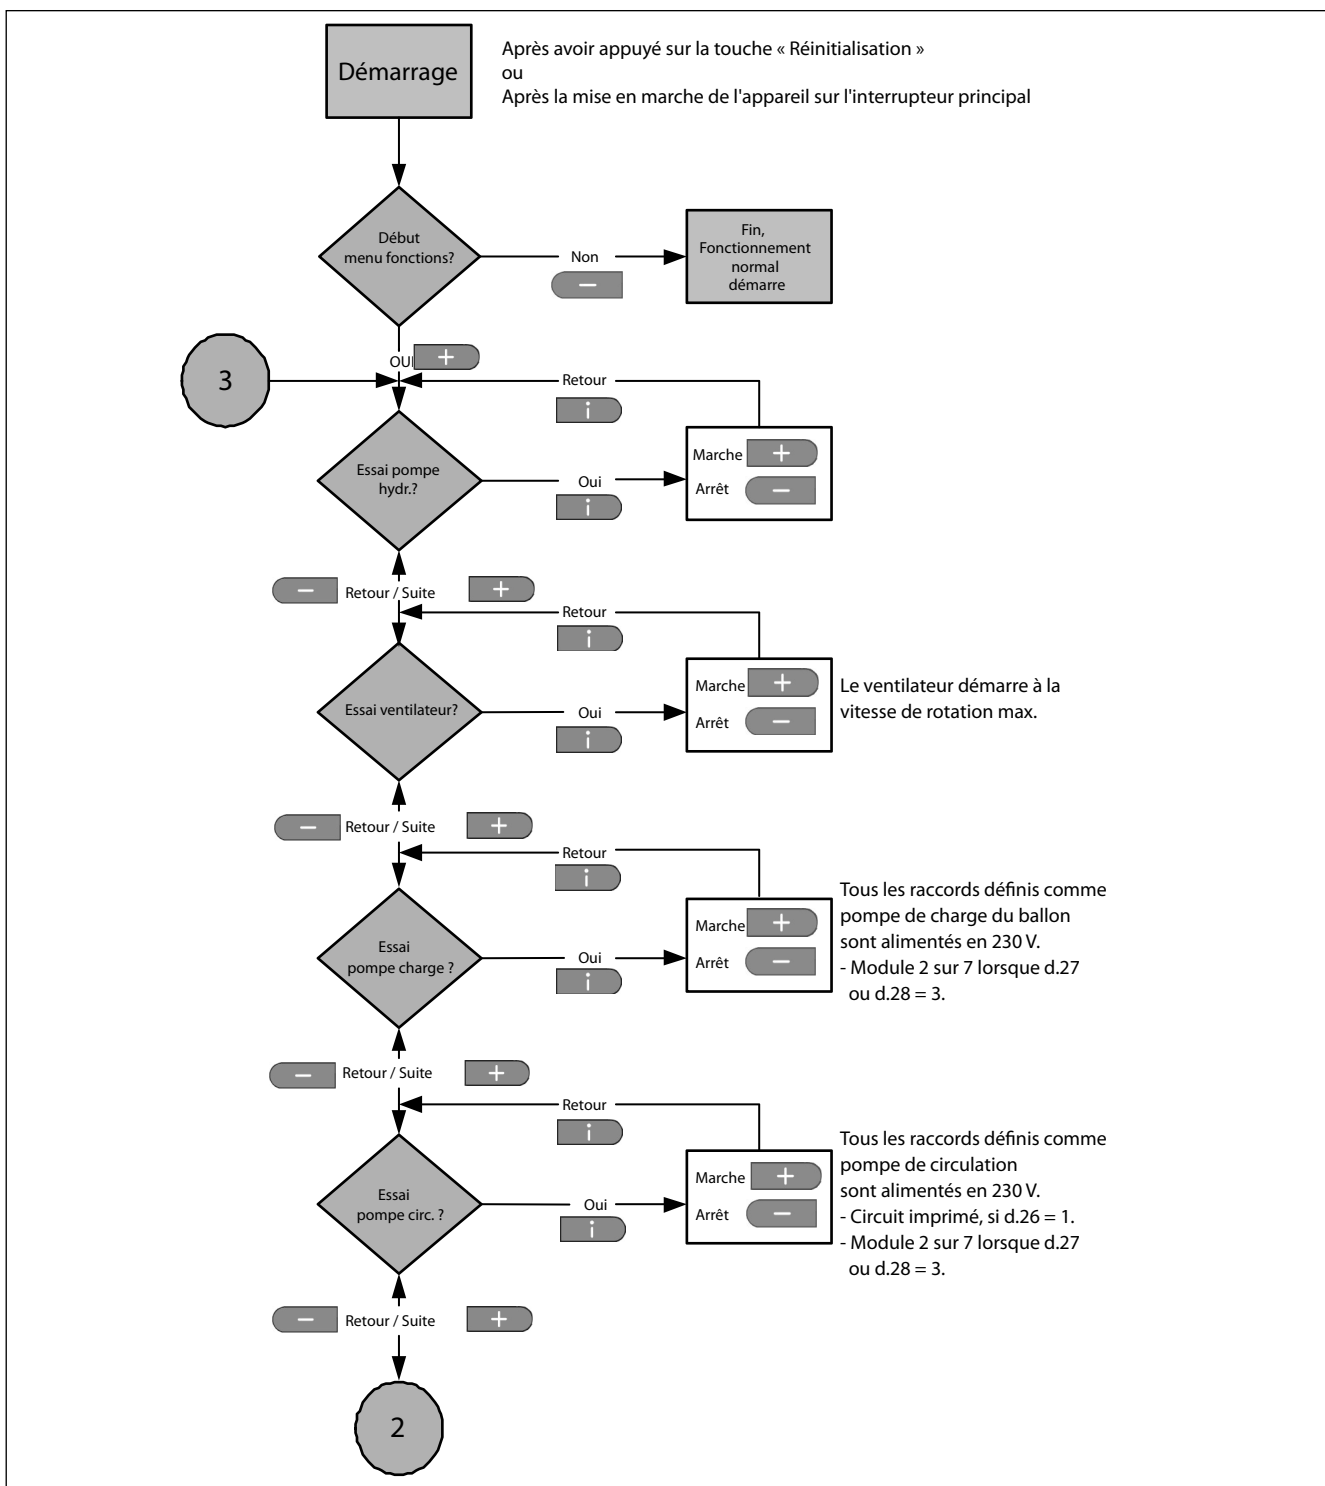 Démarrage
Après avoir appuyé sur la touche « Réinitialisation »
ou
Après la mise en marche de l'appareil sur l'interrupteur principal
Début
menu fonctions?
Non
−
Fin,
Fonctionnement
normal
démarre
OUI
+
3
Retour
i
Essai pompe
hydr.?
Oui
i
Marche +
Arrêt −
− Retour / Suite +
Retour
i
Essai ventilateur?
Oui
i
Marche +
Arrêt −
Le ventilateur démarre à la
vitesse de rotation max.
− Retour / Suite +
Retour
i
Essai
pompe charge ?
Oui
i
Marche +
Arrêt −
Tous les raccords définis comme
pompe de charge du ballon
sont alimentés en 230 V.
- Module 2 sur 7 lorsque d.27
ou d.28 = 3.
− Retour / Suite +
Retour
i
Essai
pompe circ. ?
Oui
i
Marche +
Arrêt −
Tous les raccords définis comme
pompe de circulation
sont alimentés en 230 V.
- Circuit imprimé, si d.26 = 1.
- Module 2 sur 7 lorsque d.27
ou d.28 = 3.
− Retour / Suite +
2